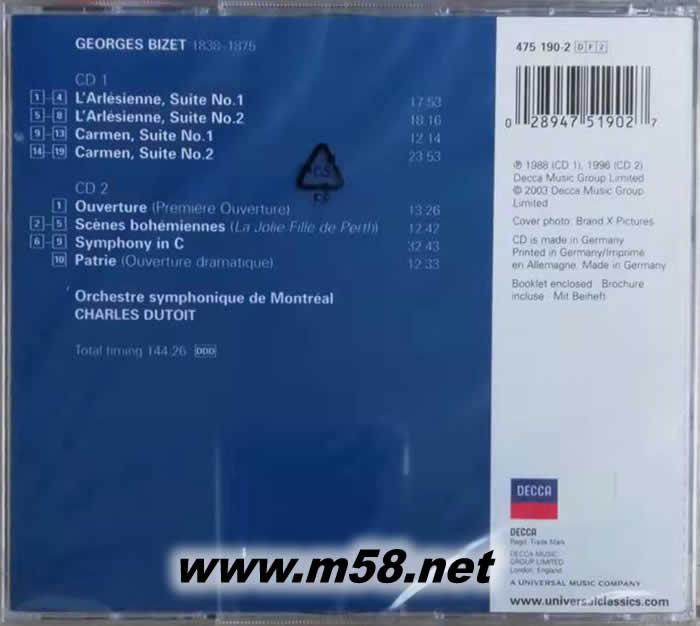 GEORGES BIZET 1838-1875
CD 1
1-4 L'Arlésienne, Suite No.1 17.53
5-8 L'Arlésienne, Suite No.2 18.16
9-13 Carmen, Suite No.1 12.14
14-19 Carmen, Suite No.2 23.53
CD 2
1 Ouverture (Première Ouverture) 13.26
2-5 Scènes bohémiennes (La Jolie Fille de Perth) 12.42
6-9 Symphony in C 32.43
10 Patrie (Ouverture dramatique) 12.33
Orchestre symphonique de Montréal
CHARLES DUTOIT
Total timing 144.26 DDD
475 190-2 DF2
0 28947 51902 7
℗ 1988 (CD 1), 1996 (CD 2)
Decca Music Group Limited
© 2003 Decca Music Group
Limited
Cover photo: Brand X Pictures
CD is made in Germany
Printed in Germany/Imprimé
en Allemagne. Made in Germany
Booklet enclosed · Brochure
incluse · Mit Beiheft
DECCA
DECCA
Regd. Trade Mark
DECCA MUSIC
GROUP LIMITED
London, England
A UNIVERSAL MUSIC COMPANY
www.universalclassics.com
www.m58.net